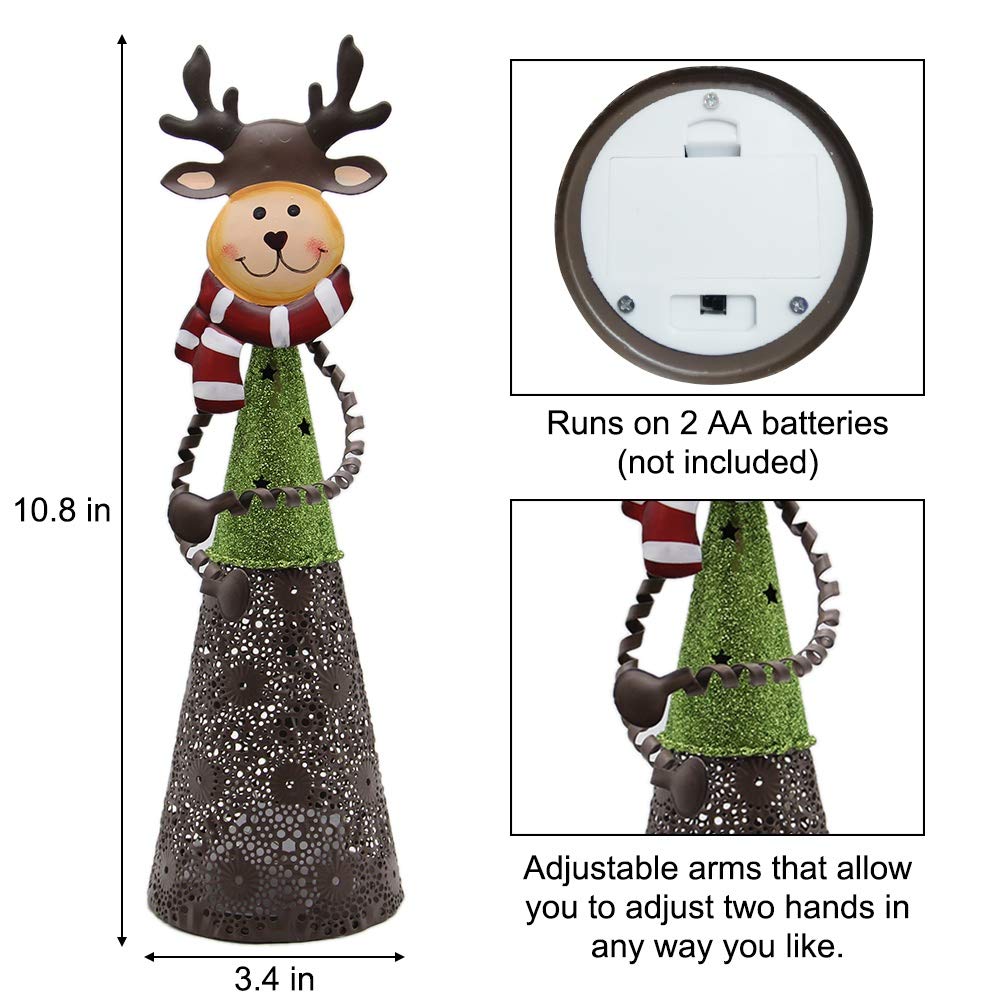 10.8 in
3.4 in
Runs on 2 AA batteries
(not included)
Adjustable arms that allow
you to adjust two hands in
any way you like.